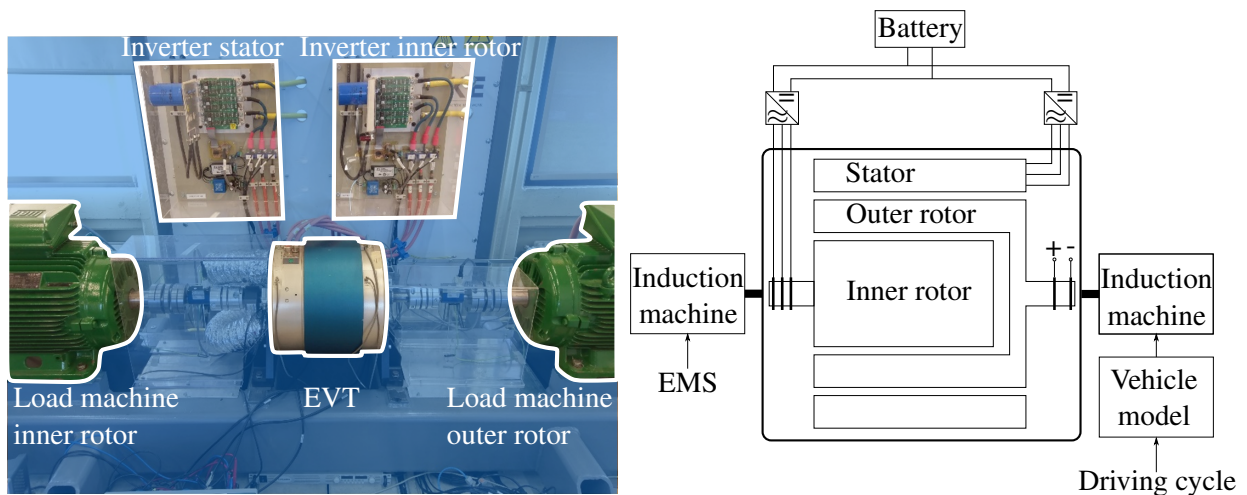 Inverter stator
Inverter inner rotor
Load machine
inner rotor
EVT
Load machine
outer rotor
Battery
Stator
Outer rotor
+ -
Inner rotor
Induction
machine
EMS
Induction
machine
Vehicle
model
Driving cycle